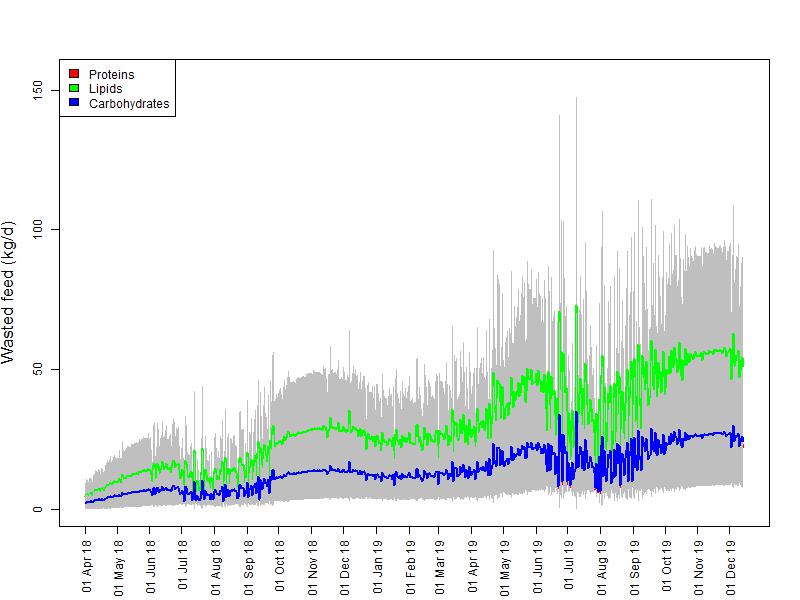 Proteins
Lipids
Carbohydrates
150
100
50
0
Wasted feed (kg/d)
01 Apr 18
01 May 18
01 Jun 18
01 Jul 18
01 Aug 18
01 Sep 18
01 Oct 18
01 Nov 18
01 Dec 18
01 Jan 19
01 Feb 19
01 Mar 19
01 Apr 19
01 May 19
01 Jun 19
01 Jul 19
01 Aug 19
01 Sep 19
01 Oct 19
01 Nov 19
01 Dec 19